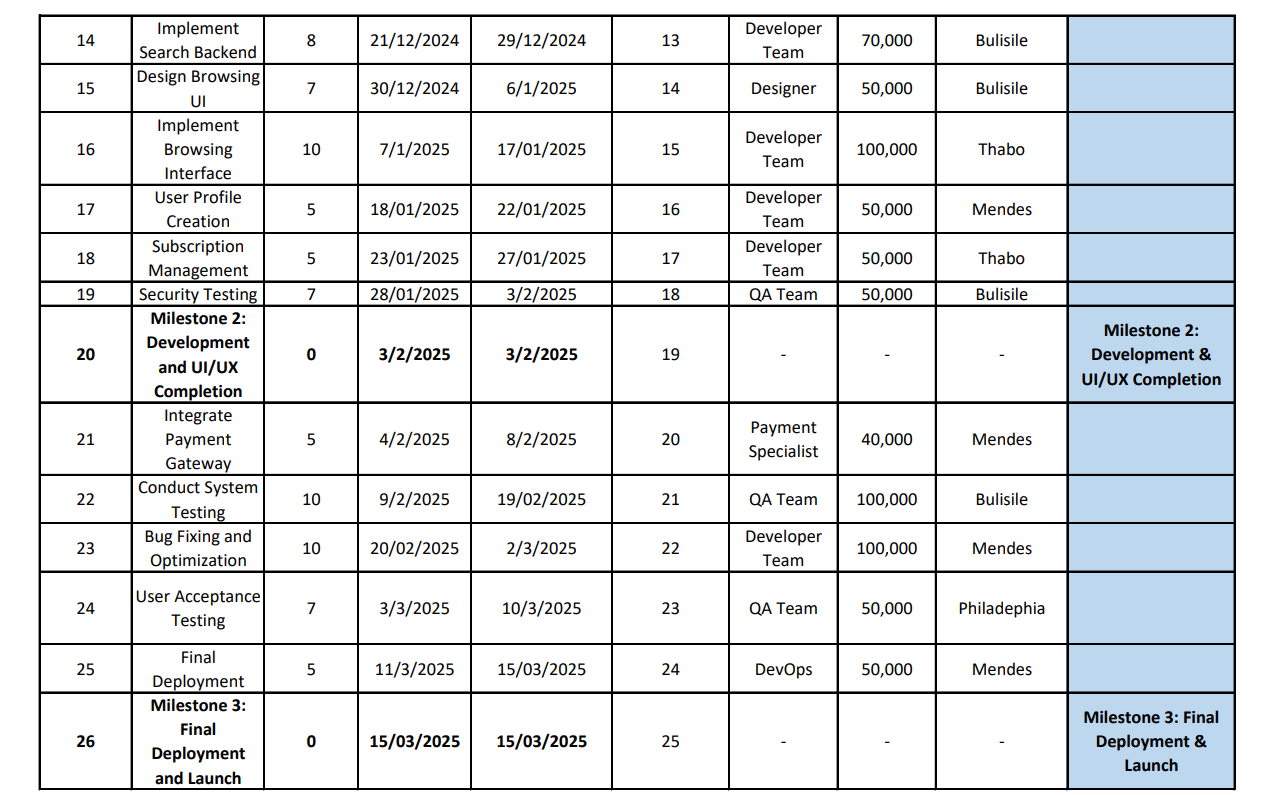 14 Implement Search Backend 8 21/12/2024 29/12/2024 13 Developer Team 70,000 Bulisile
15 Design Browsing UI 7 30/12/2024 6/1/2025 14 Designer 50,000 Bulisile
16 Implement Browsing Interface 10 7/1/2025 17/01/2025 15 Developer Team 100,000 Thabo
17 User Profile Creation 5 18/01/2025 22/01/2025 16 Developer Team 50,000 Mendes
18 Subscription Management 5 23/01/2025 27/01/2025 17 Developer Team 50,000 Thabo
19 Security Testing 7 28/01/2025 3/2/2025 18 QA Team 50,000 Bulisile
20 Milestone 2: Development and UI/UX Completion 0 3/2/2025 3/2/2025 19 - - - Milestone 2: Development & UI/UX Completion
21 Integrate Payment Gateway 5 4/2/2025 8/2/2025 20 Payment Specialist 40,000 Mendes
22 Conduct System Testing 10 9/2/2025 19/02/2025 21 QA Team 100,000 Bulisile
23 Bug Fixing and Optimization 10 20/02/2025 2/3/2025 22 Developer Team 100,000 Mendes
24 User Acceptance Testing 7 3/3/2025 10/3/2025 23 QA Team 50,000 Philadephia
25 Final Deployment 5 11/3/2025 15/03/2025 24 DevOps 50,000 Mendes
26 Milestone 3: Final Deployment and Launch 0 15/03/2025 15/03/2025 25 - - - Milestone 3: Final Deployment & Launch